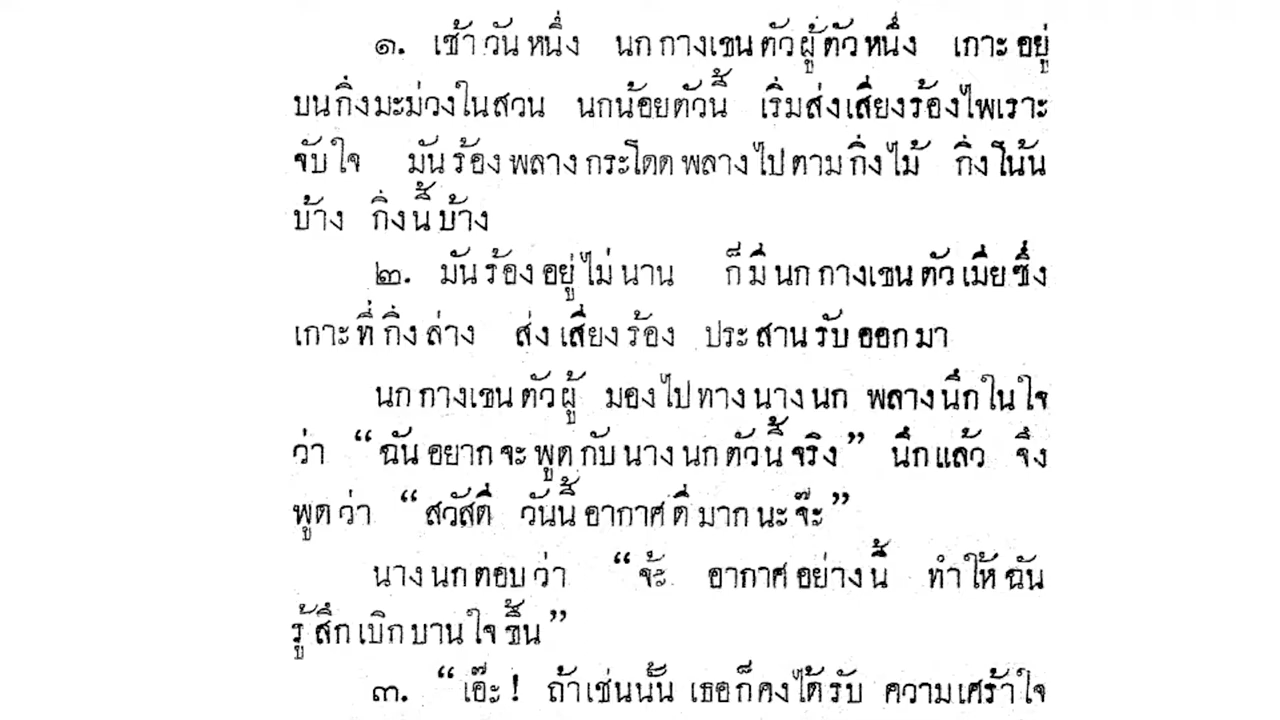 ๑. เช้าวันหนึ่ง นกกางเขนตัวผู้ตัวหนึ่ง เกาะอยู่
บนกิ่งมะม่วงในสวน นกน้อยตัวนี้ เริ่มส่งเสียงร้องไพเราะ
จับใจ มันร้องพลางกระโดดพลางไปตามกิ่งไม้ กิ่งโน้น
บ้าง กิ่งนี้บ้าง
๒. มันร้องอยู่ไม่นาน ก็มีนกกางเขนตัวเมียซึ่ง
เกาะที่กิ่งล่าง ส่งเสียงร้อง ประสานรับออกมา
นกกางเขนตัวผู้ มองไปทางนางนก พลางนึกในใจ
ว่า “ฉันอยากจะพูดกับนางนกตัวนี้จริง” นึกแล้ว จึง
พูดว่า “สวัสดี วันนี้อากาศดีมากนะจ๊ะ”
นางนกตอบว่า “จ้ะ อากาศอย่างนี้ ทำให้ฉัน
รู้สึกเบิกบานใจขึ้น”
๓. “เอ๊ะ! ถ้าเช่นนั้น เธอก็คงได้รับ ความเศร้าใจ